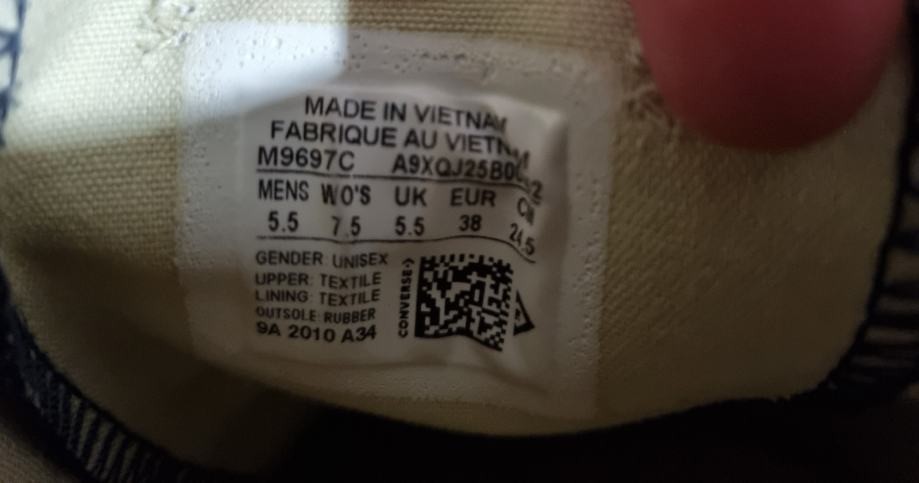 MADE IN VIETNAM
FABRIQUE AU VIETNAM
M9697C
MENS WO'S UK EUR CM
5.5 7.5 5.5 38 24.5
GENDER: UNISEX
UPPER: TEXTILE
LINING: TEXTILE
OUTSOLE: RUBBER
9A 2010 A34
CONVERSE